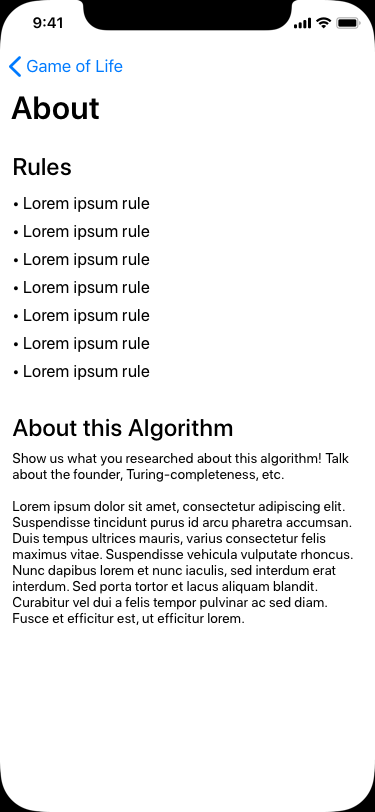 9:41
Game of Life
About
Rules
• Lorem ipsum rule
• Lorem ipsum rule
• Lorem ipsum rule
• Lorem ipsum rule
• Lorem ipsum rule
• Lorem ipsum rule
• Lorem ipsum rule
About this Algorithm
Show us what you researched about this algorithm! Talk
about the founder, Turing-completeness, etc.
Lorem ipsum dolor sit amet, consectetur adipiscing elit.
Suspendisse tincidunt purus id arcu pharetra accumsan.
Duis tempus ultrices mauris, varius consectetur felis
maximus vitae. Suspendisse vehicula vulputate rhoncus.
Nunc dapibus lorem et nunc iaculis, sed interdum erat
interdum. Sed porta tortor et lacus aliquam blandit.
Curabitur vel dui a felis tempor pulvinar ac sed diam.
Fusce et efficitur est, ut efficitur lorem.